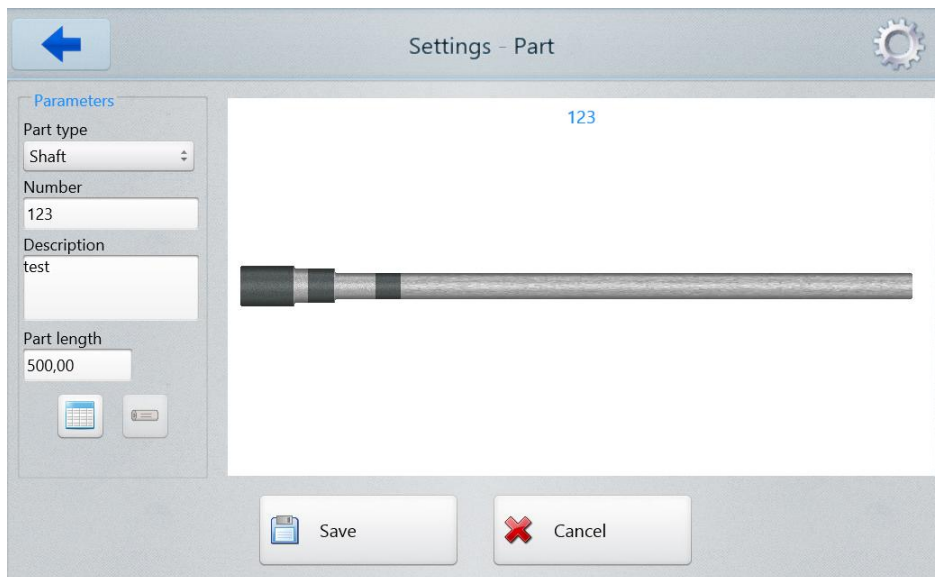 Settings - Part
Parameters
Part type
Shaft
Number
123
Description
test
Part length
500,00
123
Save
Cancel